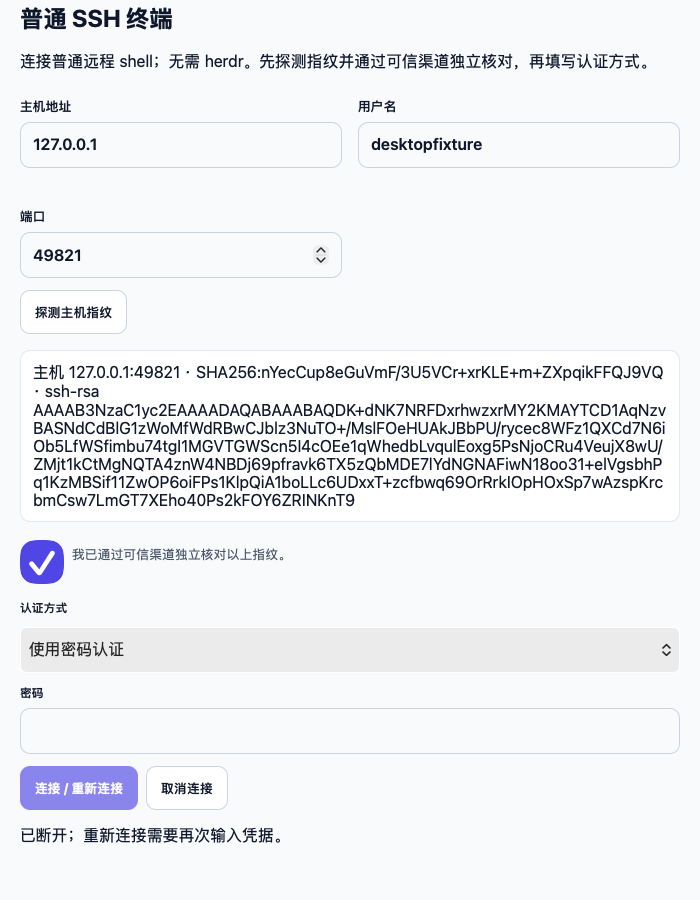 普通 SSH 终端
连接普通远程 shell；无需 herdr。先探测指纹并通过可信渠道独立核对，再填写认证方式。
主机地址
用户名
127.0.0.1
desktopfixture
端口
49821
探测主机指纹
主机 127.0.0.1:49821 · SHA256:nYecCup8eGuVmF/3U5VCr+xrKLE+m+ZXpqikFFQJ9VQ
· ssh-rsa
AAAAB3NzaC1yc2EAAAADAQABAAABAQDK+dNK7NRFDxrhwzxrMY2KMAYTCD1AqNzv
BASNdCdBlG1zWoMfWdRBwCJblz3NuTO+/MslFOeHUAkJBbPU/rycec8WFz1QXCd7N6i
Ob5LfWSfimbu74tgI1MGVTGWScn5l4cOEe1qWhedbLvqulEoxg5PsNjoCRu4VeujX8wU/
ZMjt1kCtMgNQTA4znW4NBDj69pfravk6TX5zQbMDE7lYdNGNAFiwN18oo31+elVgsbhP
q1KzMBSif11ZwOP6oiFPs1KlpQiA1boLLc6UDxxT+zcfbwq69OrRrkIOpHOxSp7wAzspKrc
bmCsw7LmGT7XEho40Ps2kFOY6ZRINKnT9
我已通过可信渠道独立核对以上指纹。
认证方式
使用密码认证
密码
连接 / 重新连接
取消连接
已断开；重新连接需要再次输入凭据。